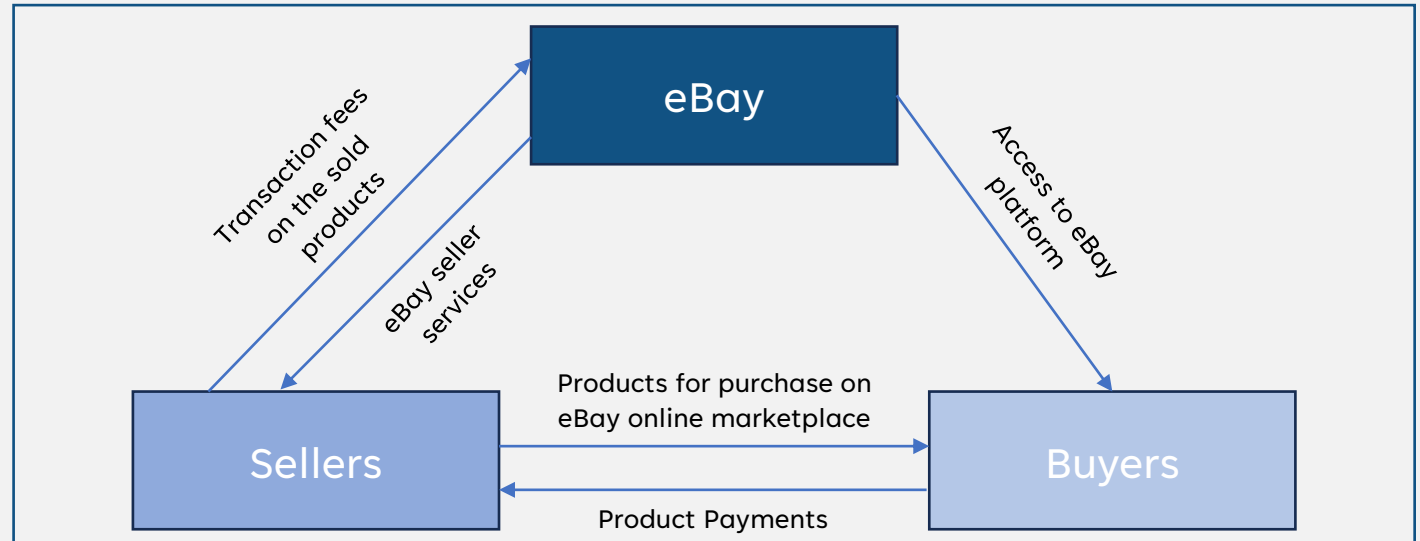 eBay
Transaction fees
on the sold
products
eBay seller
services
Access to eBay
platform
Products for purchase on
eBay online marketplace
Sellers
Buyers
Product Payments